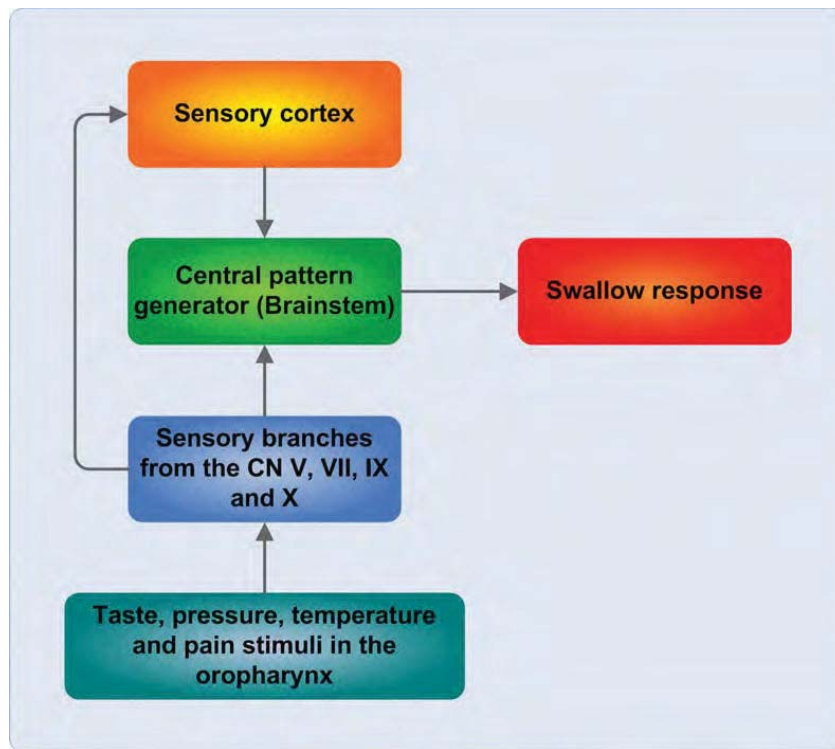 Sensory cortex
Central pattern
generator (Brainstem)
Swallow response
Sensory branches
from the CN V, VII, IX
and X
Taste, pressure, temperature
and pain stimuli in the
oropharynx